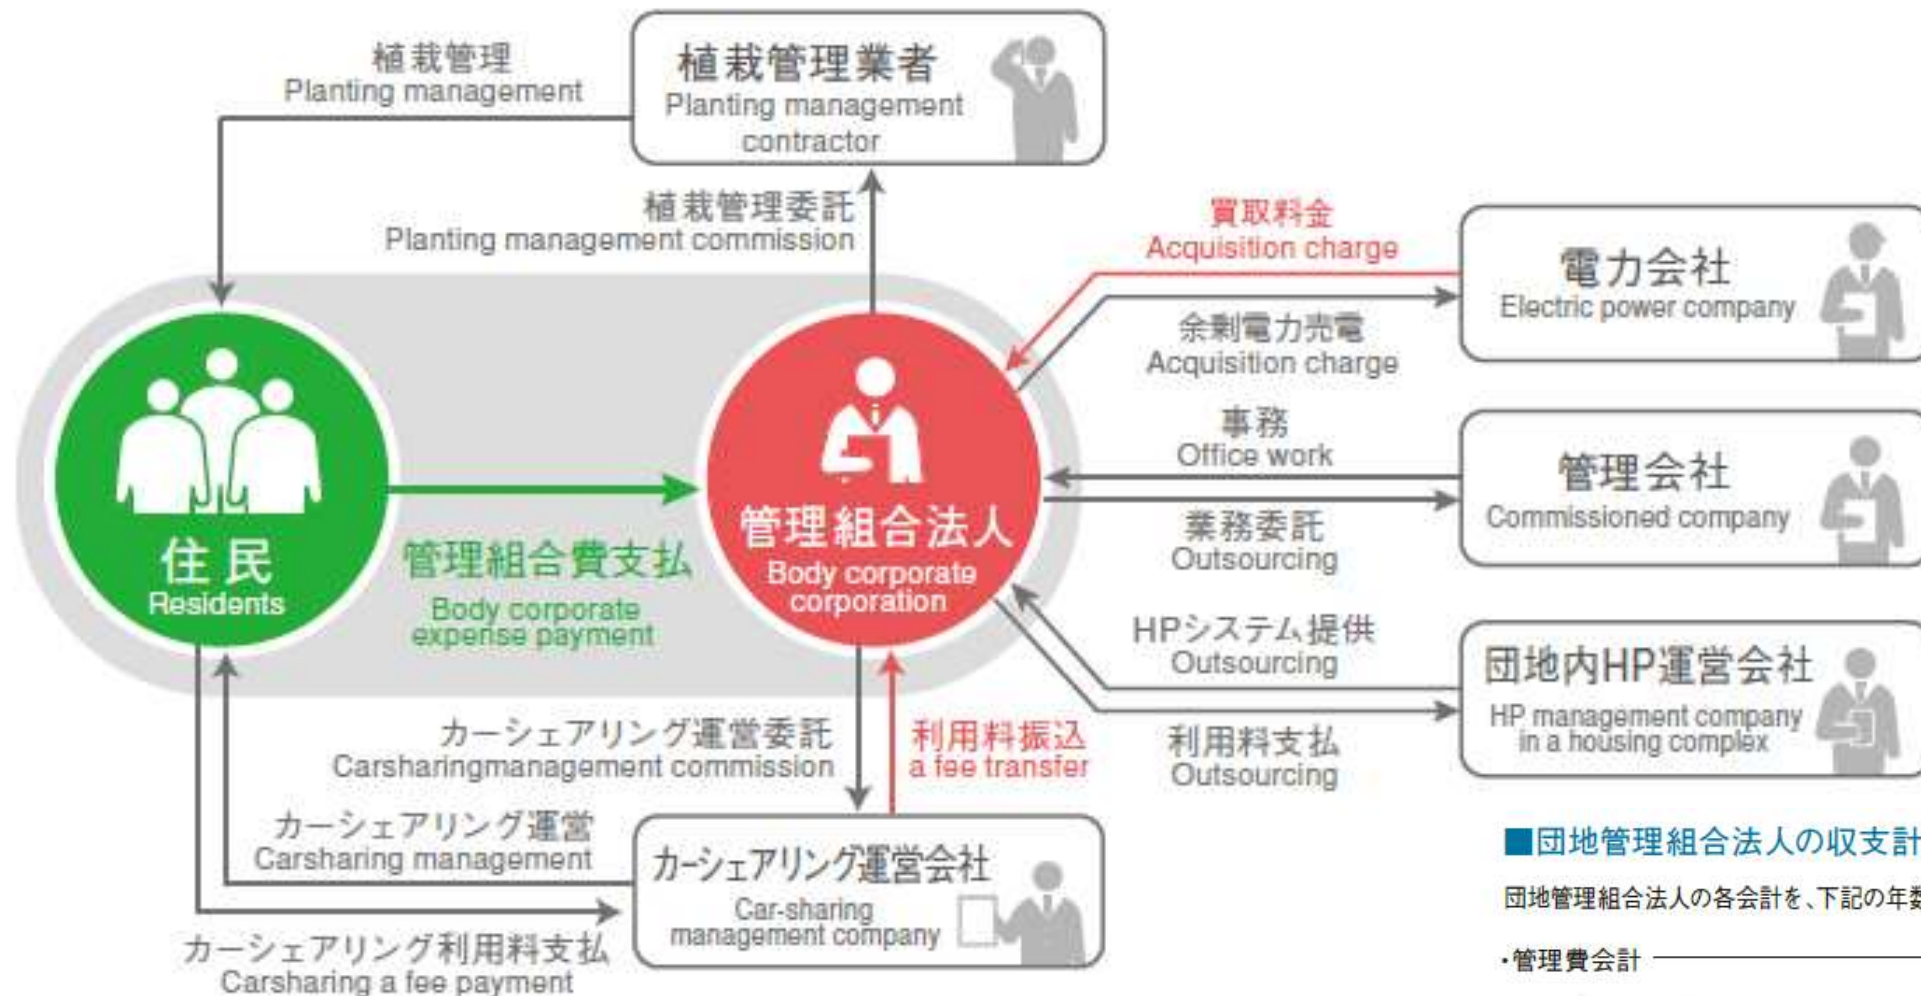 植栽管理
Planting management
植栽管理業者
Planting management
contractor
植栽管理委託
Planting management commission
買取料金
Acquisition charge
電力会社
Electric power company
余剰電力売電
Acquisition charge
事務
Office work
管理会社
Commissioned company
業務委託
Outsourcing
住民
Residents
管理組合費支払
Body corporate
expense payment
管理組合法人
Body corporate
corporation
HPシステム提供
Outsourcing
団地内HP運営会社
HP management company
in a housing complex
利用料支払
Outsourcing
カーシェアリング運営委託
Carsharingmanagement commission
利用料振込
a fee transfer
カーシェアリング運営
Carsharing management
カーシェアリング運営会社
Car-sharing
management company
カーシェアリング利用料支払
Carsharing a fee payment
■団地管理組合法人の収支計
団地管理組合法人の各会計を、下記の年数
・管理費会計